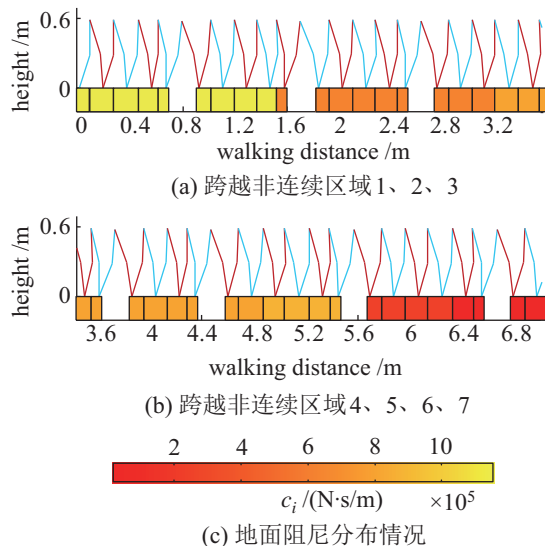 height /m
0.6
0
0 0.4 0.8 1.2 1.6 2 2.4 2.8 3.2
walking distance /m
(a) 跨越非连续区域1、2、3
height /m
0.6
0
3.6 4 4.4 4.8 5.2 5.6 6 6.4 6.8
walking distance /m
(b) 跨越非连续区域4、5、6、7
2 4 6 8 10
c_i /(N·s/m) ×10⁵
(c) 地面阻尼分布情况